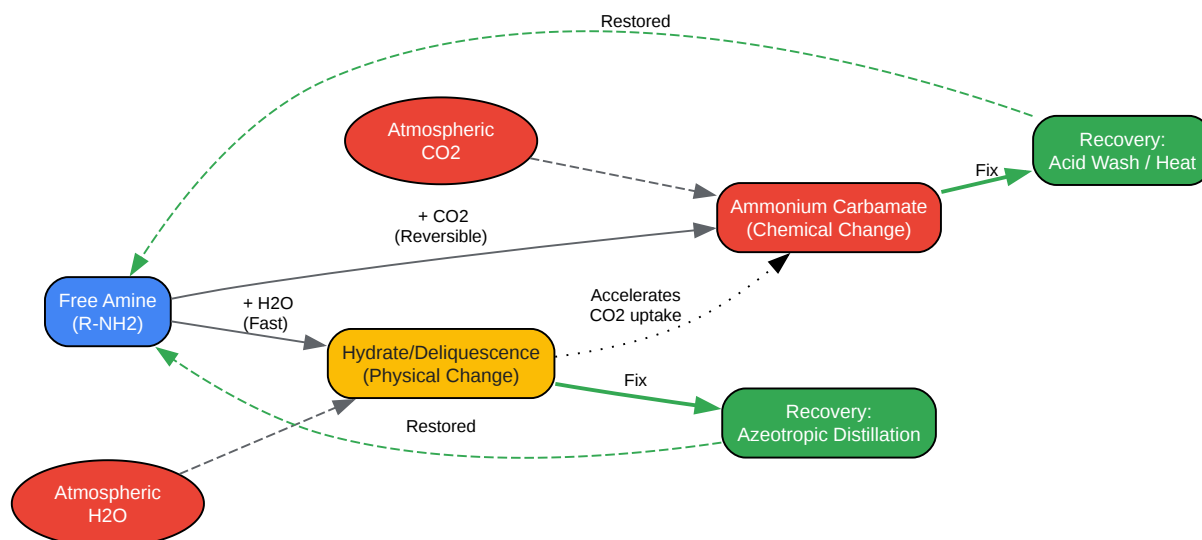 Restored
Atmospheric
CO2
Recovery:
Acid Wash / Heat
Fix
Ammonium Carbamate
(Chemical Change)
+ CO2
(Reversible)
Free Amine
(R-NH2)
+ H2O
(Fast)
Accelerates
CO2 uptake
Hydrate/Deliquescence
(Physical Change)
Fix
Recovery:
Azeotropic Distillation
Restored
Atmospheric
H2O